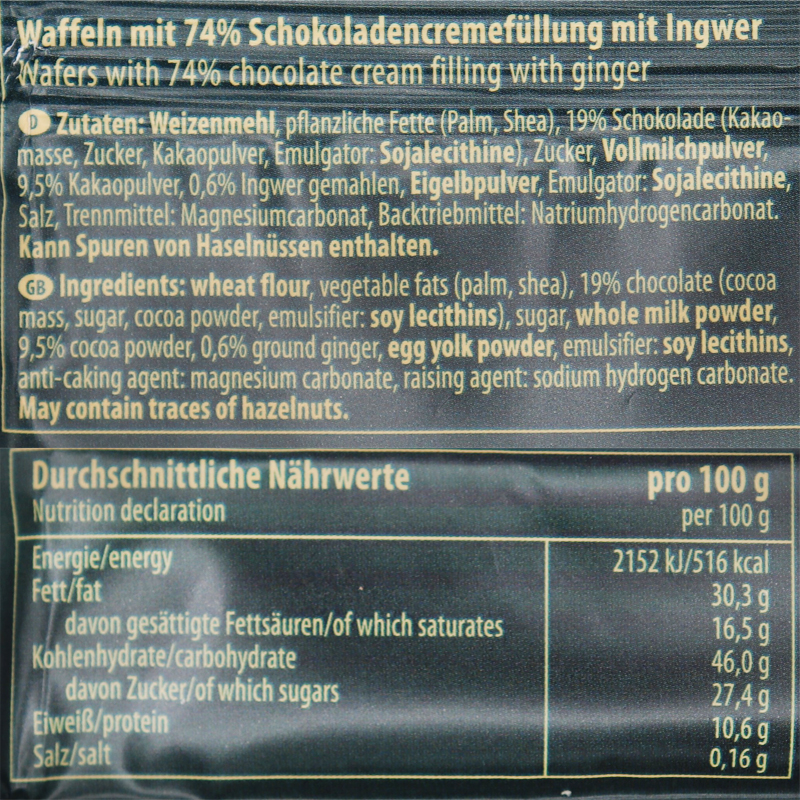 Waffeln mit 74% Schokoladencremefüllung mit Ingwer
Wafers with 74% chocolate cream filling with ginger
D Zutaten: Weizenmehl, pflanzliche Fette (Palm, Shea), 19% Schokolade (Kakao-
masse, Zucker, Kakaopulver, Emulgator: Sojalecithine), Zucker, Vollmilchpulver,
9,5% Kakaopulver, 0,6% Ingwer gemahlen, Eigelbpulver, Emulgator: Sojalecithine,
Salz, Trennmittel: Magnesiumcarbonat, Backtriebmittel: Natriumhydrogencarbonat.
Kann Spuren von Haselnüssen enthalten.
GB Ingredients: wheat flour, vegetable fats (palm, shea), 19% chocolate (cocoa
mass, sugar, cocoa powder, emulsifier: soy lecithins), sugar, whole milk powder,
9,5% cocoa powder, 0,6% ground ginger, egg yolk powder, emulsifier: soy lecithins,
anti-caking agent: magnesium carbonate, raising agent: sodium hydrogen carbonate.
May contain traces of hazelnuts.
Durchschnittliche Nährwerte pro 100 g
Nutrition declaration per 100 g
Energie/energy 2152 kJ/516 kcal
Fett/fat 30,3 g
davon gesättigte Fettsäuren/of which saturates 16,5 g
Kohlenhydrate/carbohydrate 46,0 g
davon Zucker/of which sugars 27,4 g
Eiweiß/protein 10,6 g
Salz/salt 0,16 g